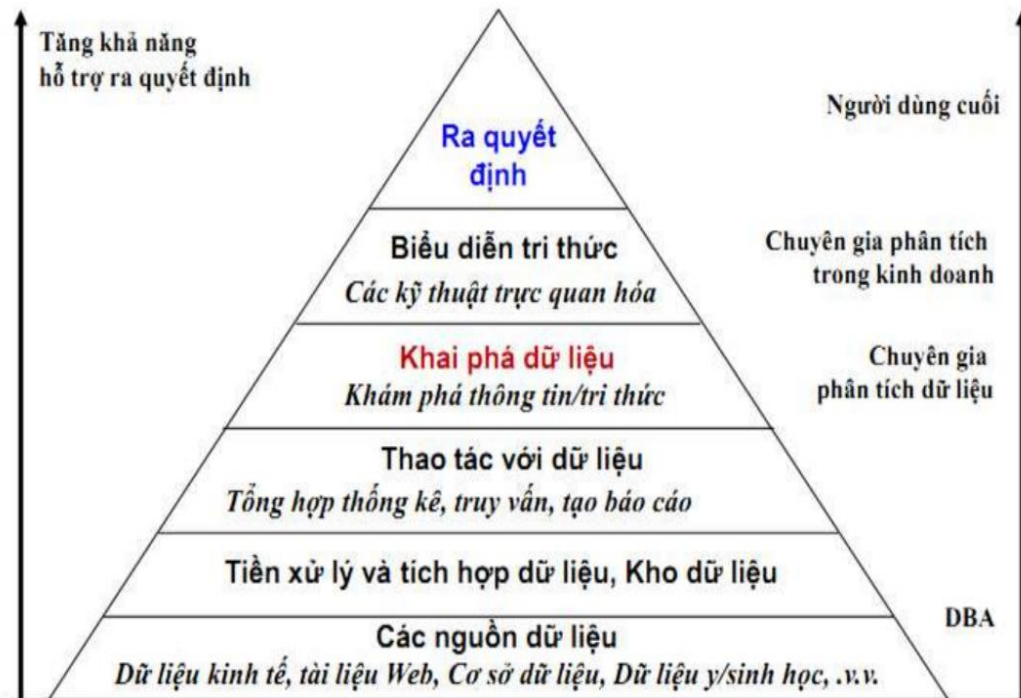 Tăng khả năng
hỗ trợ ra quyết định
Người dùng cuối
Ra quyết
định
Biểu diễn tri thức
Các kỹ thuật trực quan hóa
Chuyên gia phân tích
trong kinh doanh
Khai phá dữ liệu
Khám phá thông tin/tri thức
Chuyên gia
phân tích dữ liệu
Thao tác với dữ liệu
Tổng hợp thống kê, truy vấn, tạo báo cáo
Tiền xử lý và tích hợp dữ liệu, Kho dữ liệu
DBA
Các nguồn dữ liệu
Dữ liệu kinh tế, tài liệu Web, Cơ sở dữ liệu, Dữ liệu y/sinh học, .v.v.